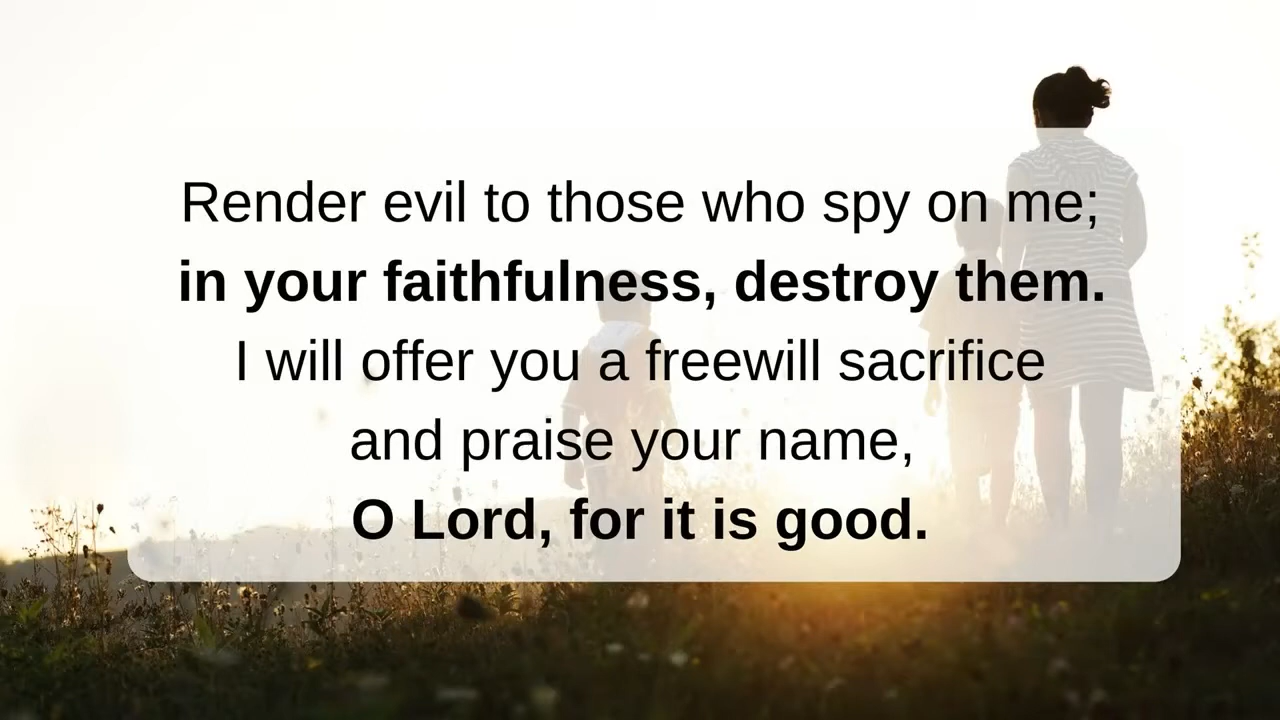 Render evil to those who spy on me;
in your faithfulness, destroy them.
I will offer you a freewill sacrifice
and praise your name,
O Lord, for it is good.